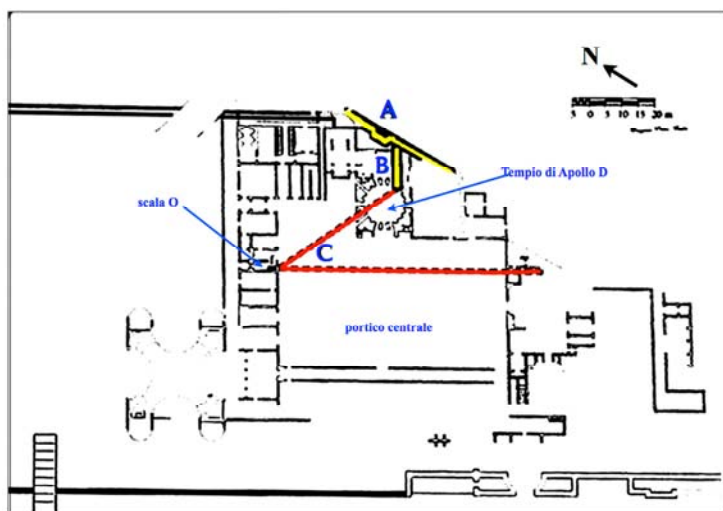 N
5 0 5 10 15 20 m
A
B
Tempio di Apollo D
scala O
C
portico centrale